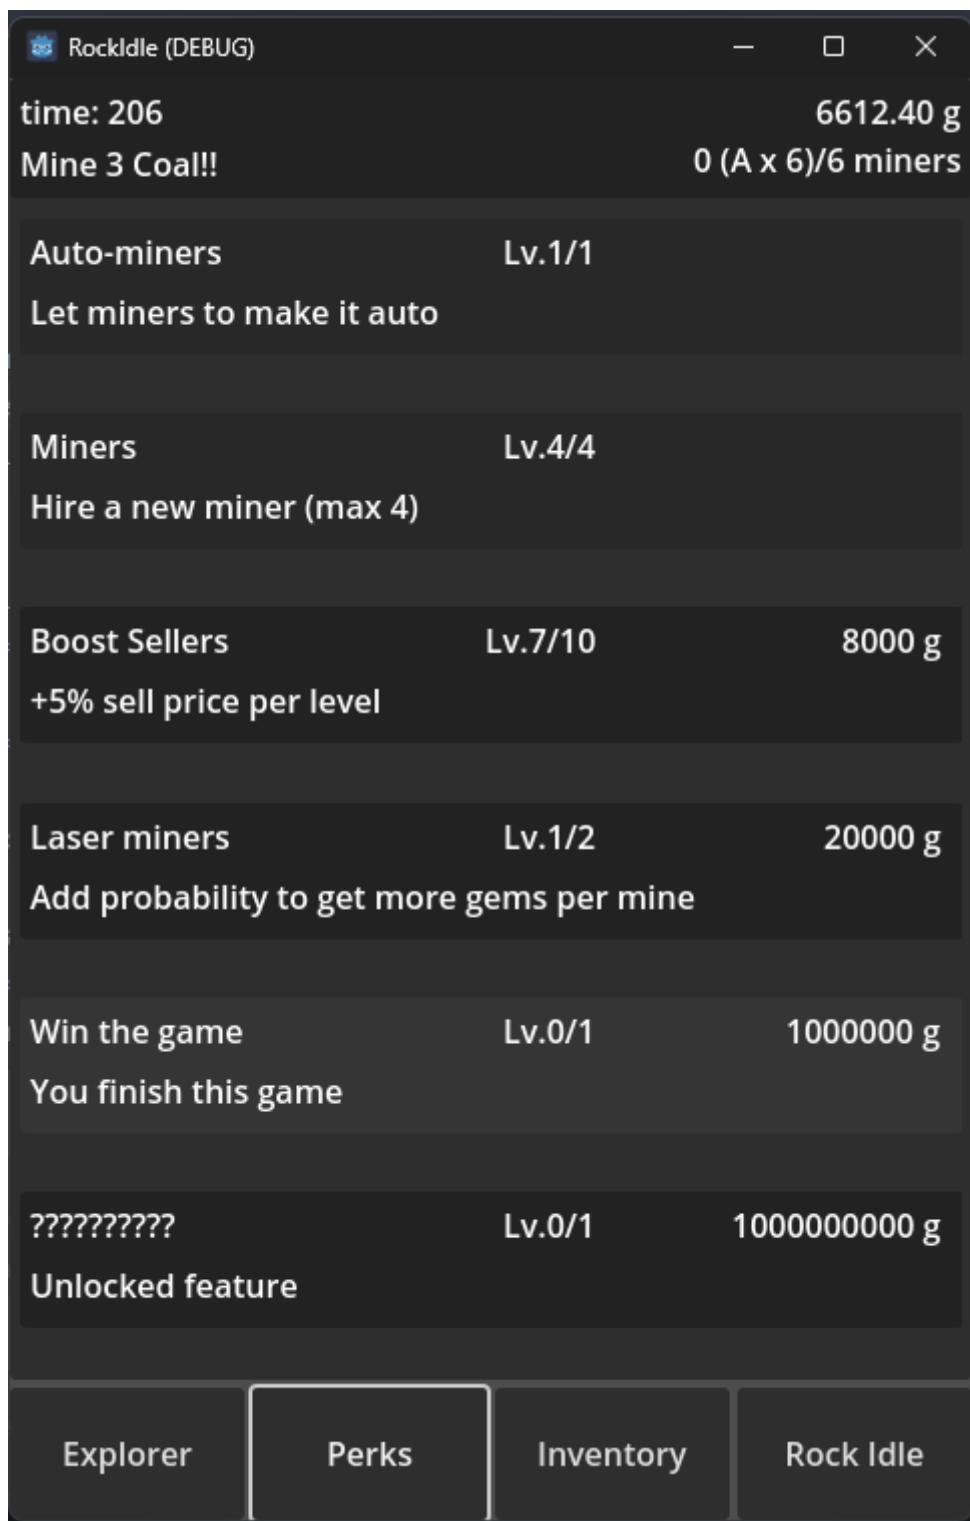 RockIdle (DEBUG)
time: 206
6612.40 g
Mine 3 Coal!!
0 (A x 6)/6 miners
Auto-miners Lv.1/1
Let miners to make it auto
Miners Lv.4/4
Hire a new miner (max 4)
Boost Sellers Lv.7/10 8000 g
+5% sell price per level
Laser miners Lv.1/2 20000 g
Add probability to get more gems per mine
Win the game Lv.0/1 1000000 g
You finish this game
?????????? Lv.0/1 1000000000 g
Unlocked feature
Explorer Perks Inventory Rock Idle